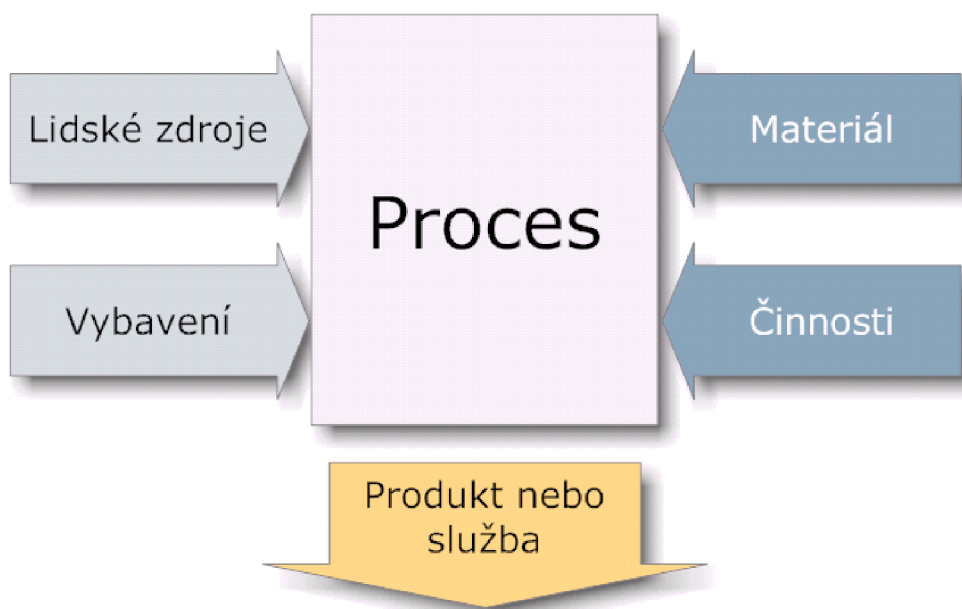 Lidské zdroje
Materiál
Proces
Vybavení
Činnosti
Produkt nebo
služba